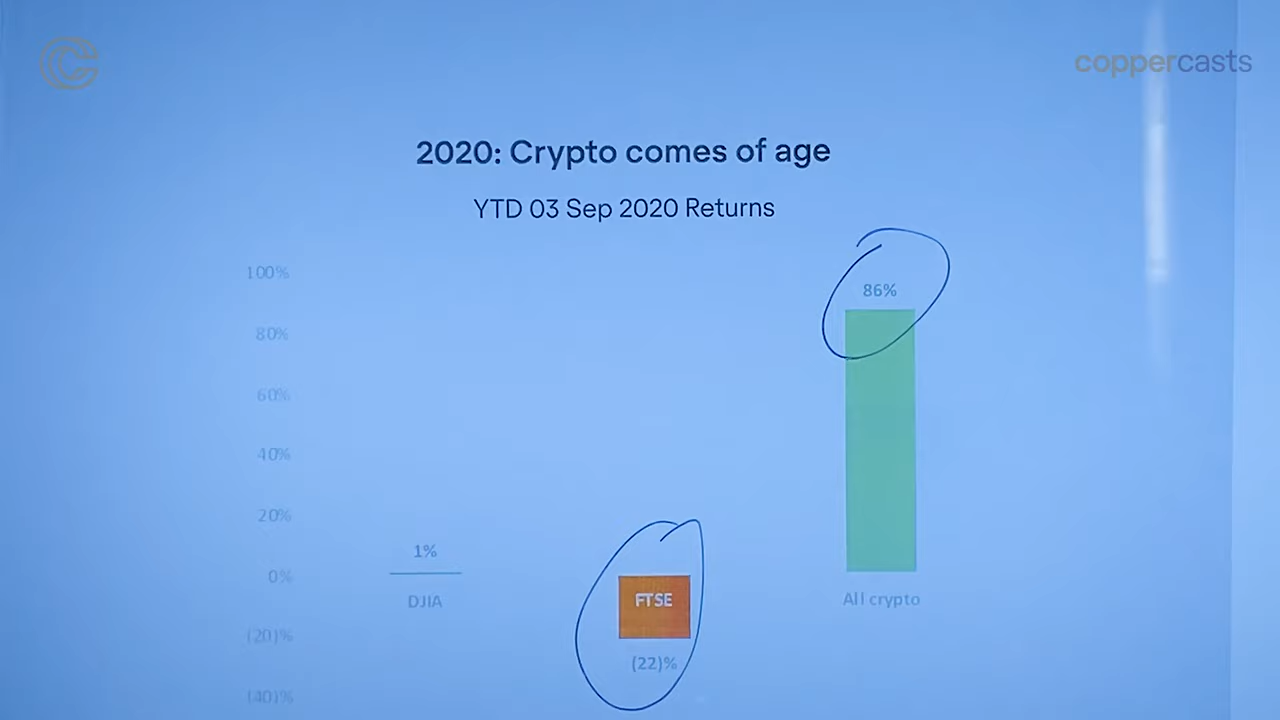 coppercasts
2020: Crypto comes of age
YTD 03 Sep 2020 Returns
100%
80%
60%
40%
20%
0%
(20)%
(40)%
1%
DJIA
FTSE
(22)%
86%
All crypto